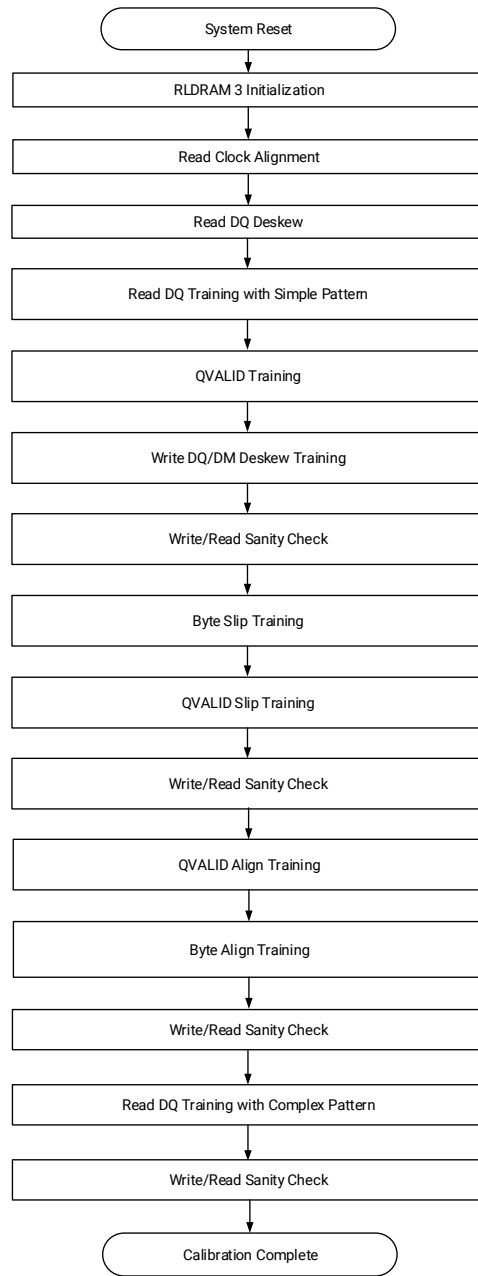 System Reset
RLDRAM 3 Initialization
Read Clock Alignment
Read DQ Deskew
Read DQ Training with Simple Pattern
QVALID Training
Write DQ/DM Deskew Training
Write/Read Sanity Check
Byte Slip Training
QVALID Slip Training
Write/Read Sanity Check
QVALID Align Training
Byte Align Training
Write/Read Sanity Check
Read DQ Training with Complex Pattern
Write/Read Sanity Check
Calibration Complete